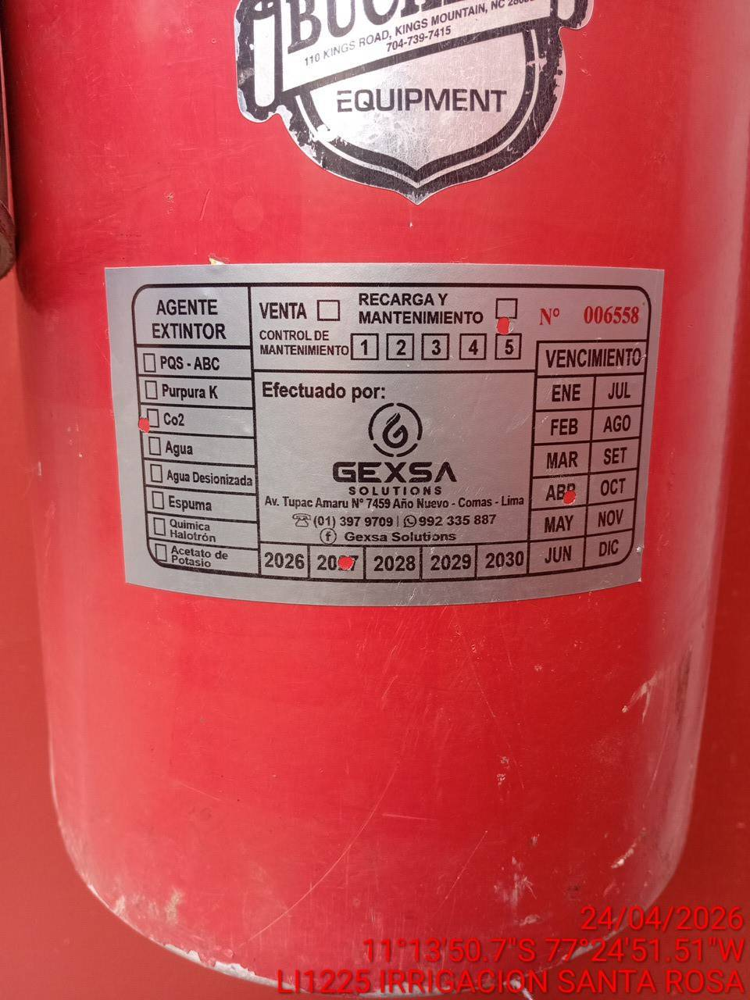 110 KINGS ROAD, KINGS MOUNTAIN, NC
704-739-7415
EQUIPMENT
AGENTE
EXTINTOR
PQS - ABC
Purpura K
Co2
Agua
Agua Desionizada
Espuma
Quimica
Halotrón
Acetato de
Potasio
VENTA
RECARGA Y
MANTENIMIENTO
CONTROL DE
MANTENIMIENTO
1 2 3 4 5
Efectuado por:
GEXSA
SOLUTIONS
Av. Tupac Amaru N° 7459 Año Nuevo - Comas - Lima
(01) 397 9709 | 992 335 887
Gexsa Solutions
2026 2027 2028 2029 2030
N° 006558
VENCIMIENTO
ENE JUL
FEB AGO
MAR SET
ABR OCT
MAY NOV
JUN DIC
24/04/2026
11°13'50.7"S 77°24'51.51"W
LI1225 IRRIGACION SANTA ROSA